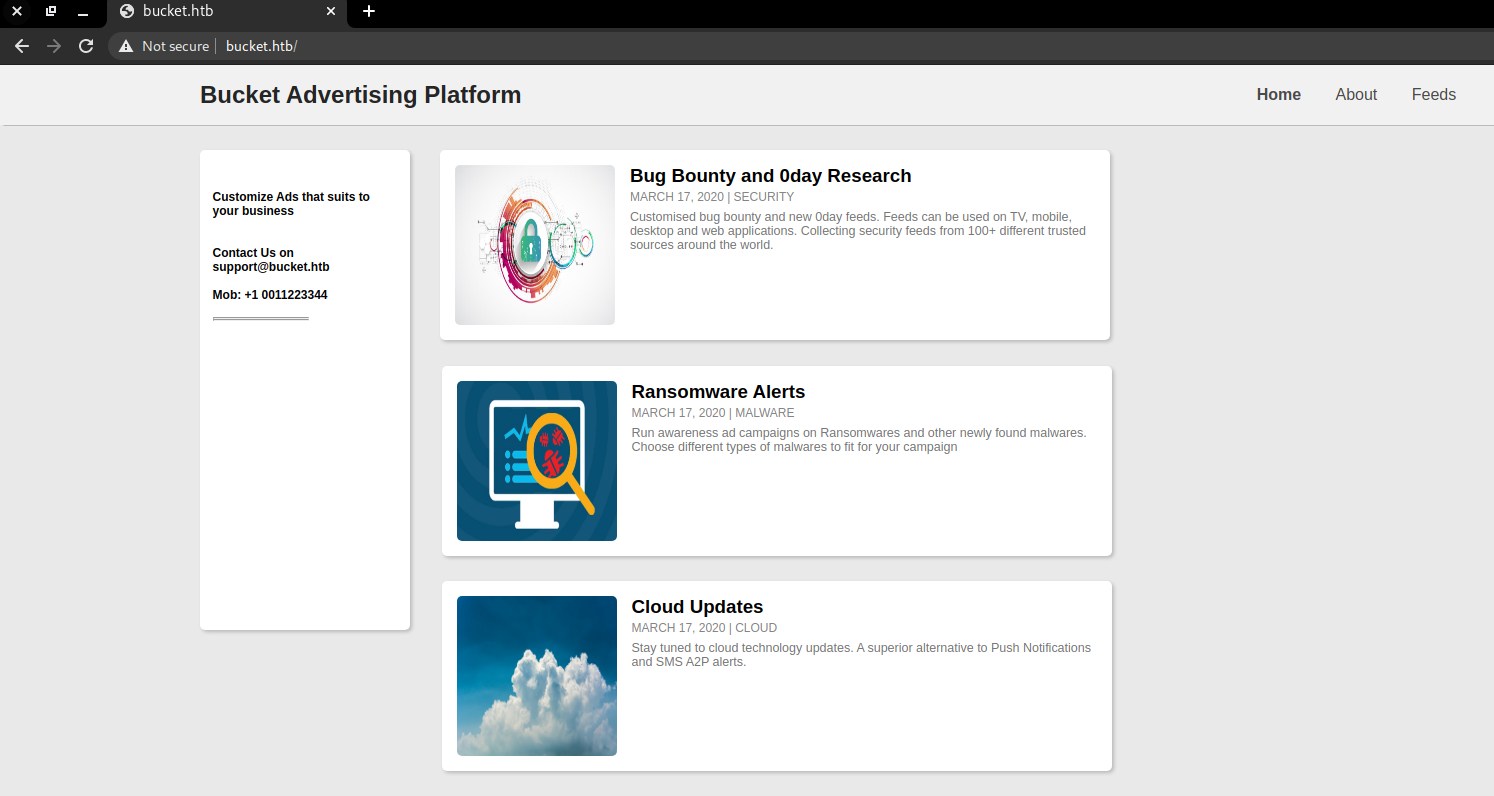 bucket.htb
Not secure
bucket.htb/
Bucket Advertising Platform
Home
About
Feeds
Customize Ads that suits to
your business
Contact Us on
support@bucket.htb
Mob: +1 0011223344
Bug Bounty and 0day Research
MARCH 17, 2020 | SECURITY
Customised bug bounty and new 0day feeds. Feeds can be used on TV, mobile,
desktop and web applications. Collecting security feeds from 100+ different trusted
sources around the world.
Ransomware Alerts
MARCH 17, 2020 | MALWARE
Run awareness ad campaigns on Ransomwares and other newly found malwares.
Choose different types of malwares to fit for your campaign
Cloud Updates
MARCH 17, 2020 | CLOUD
Stay tuned to cloud technology updates. A superior alternative to Push Notifications
and SMS A2P alerts.